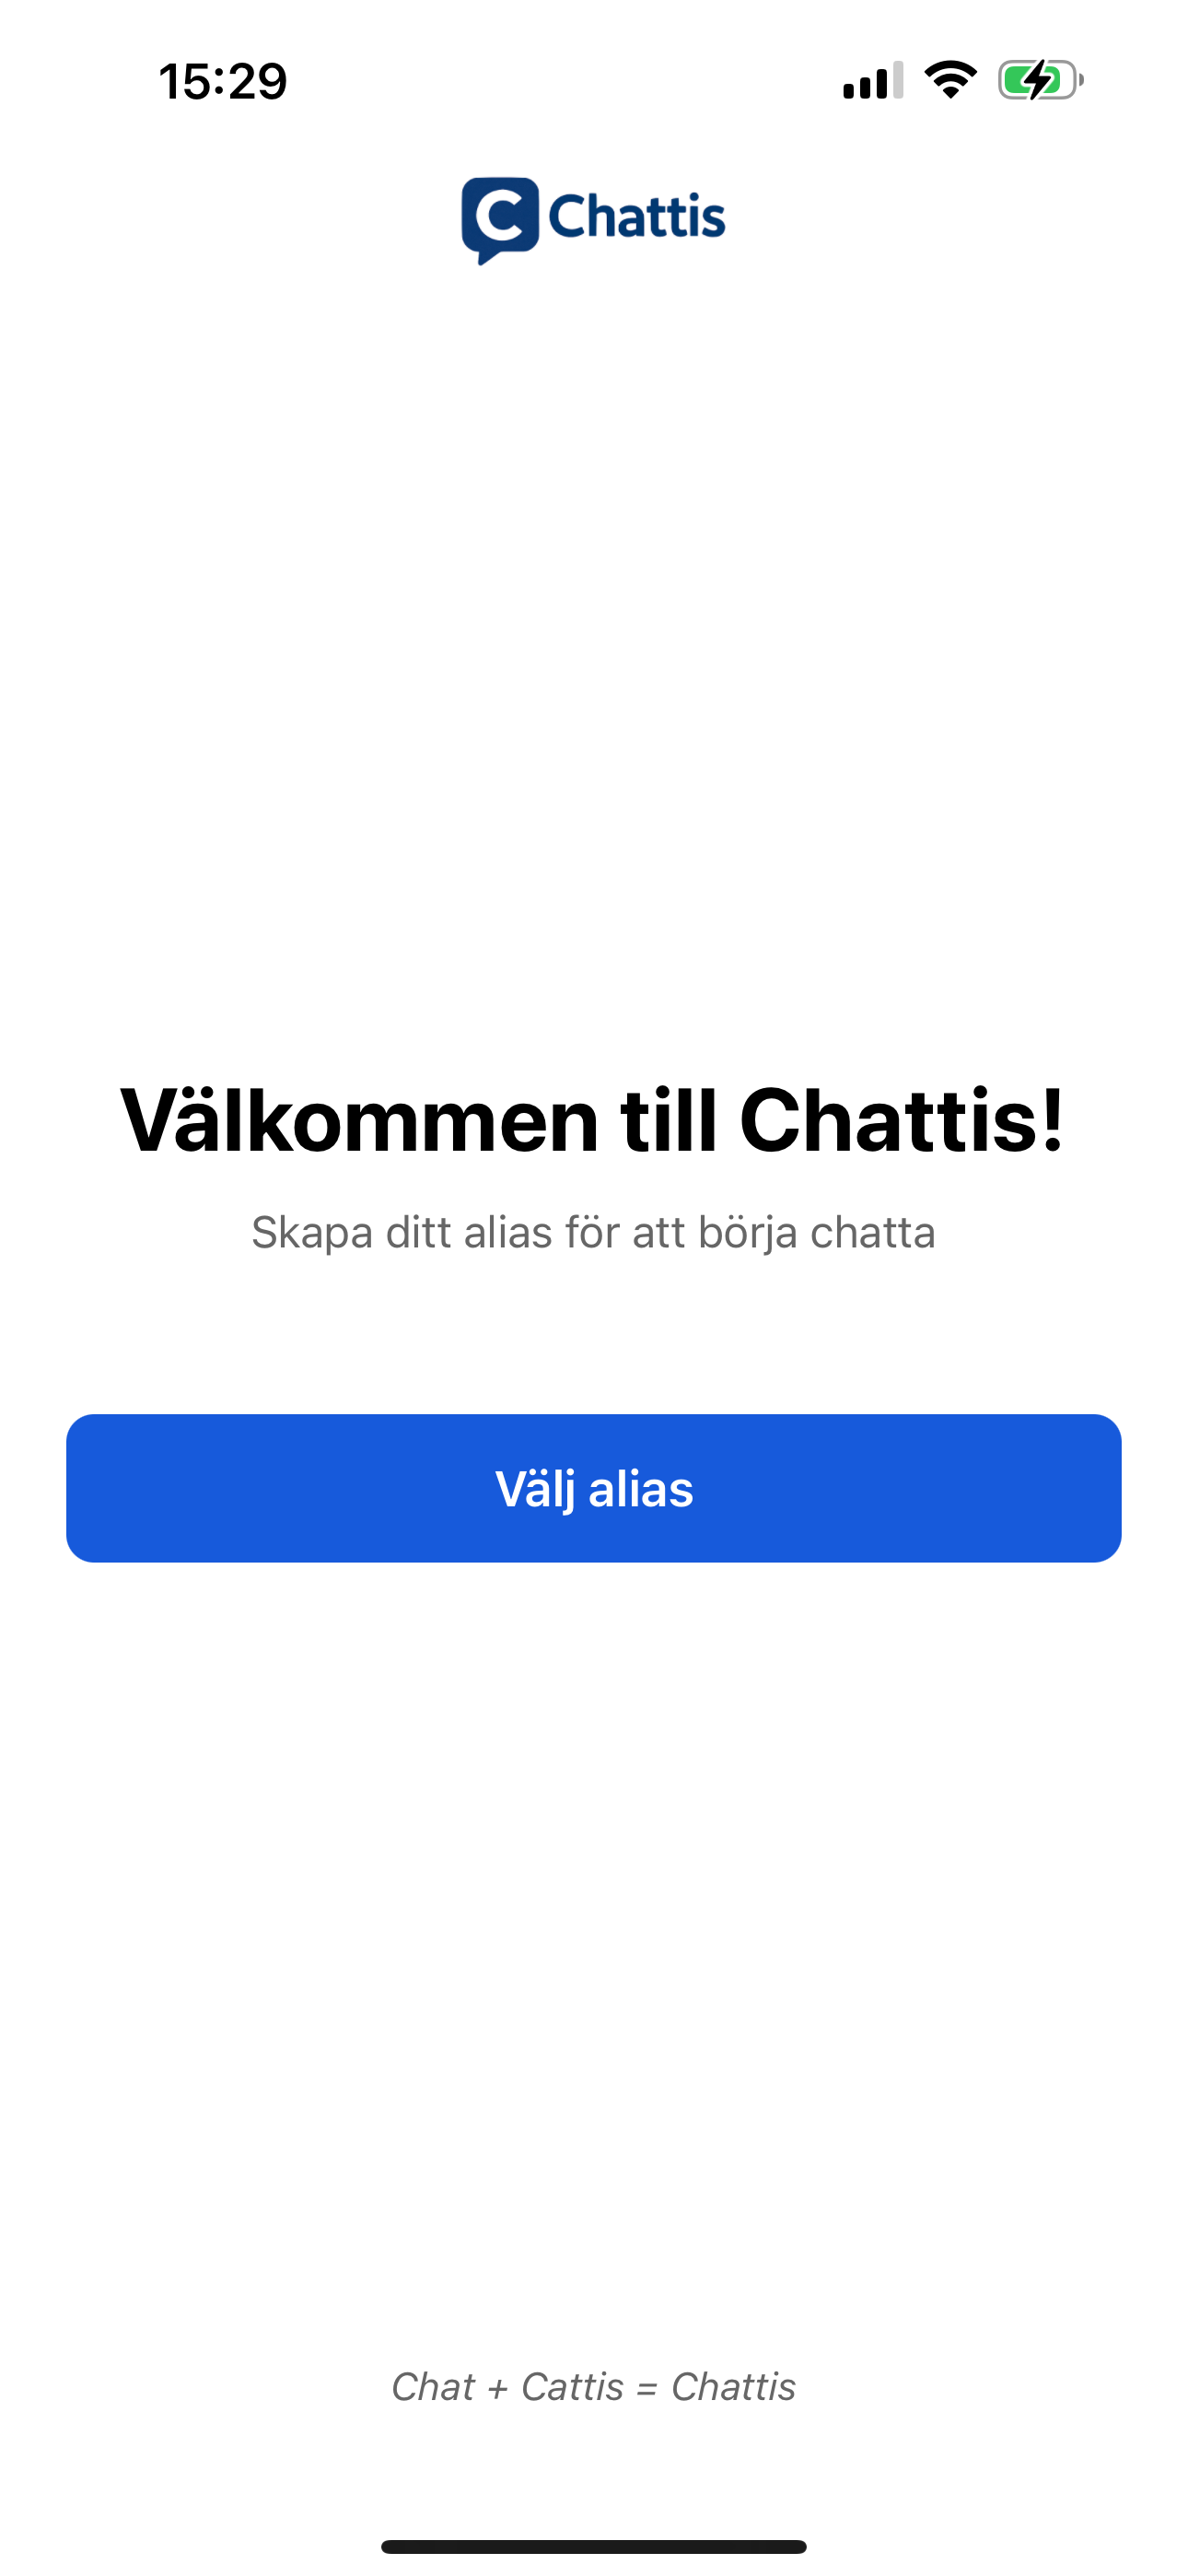 15:29
C Chattis
Välkommen till Chattis!
Skapa ditt alias för att börja chatta
Välj alias
Chat + Cattis = Chattis